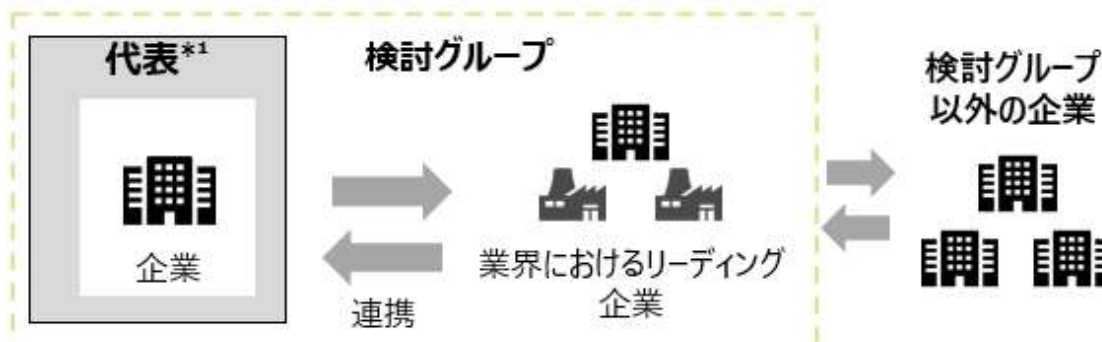 代表*1
検討グループ
検討グループ
以外の企業
企業
業界におけるリーディング
企業
連携